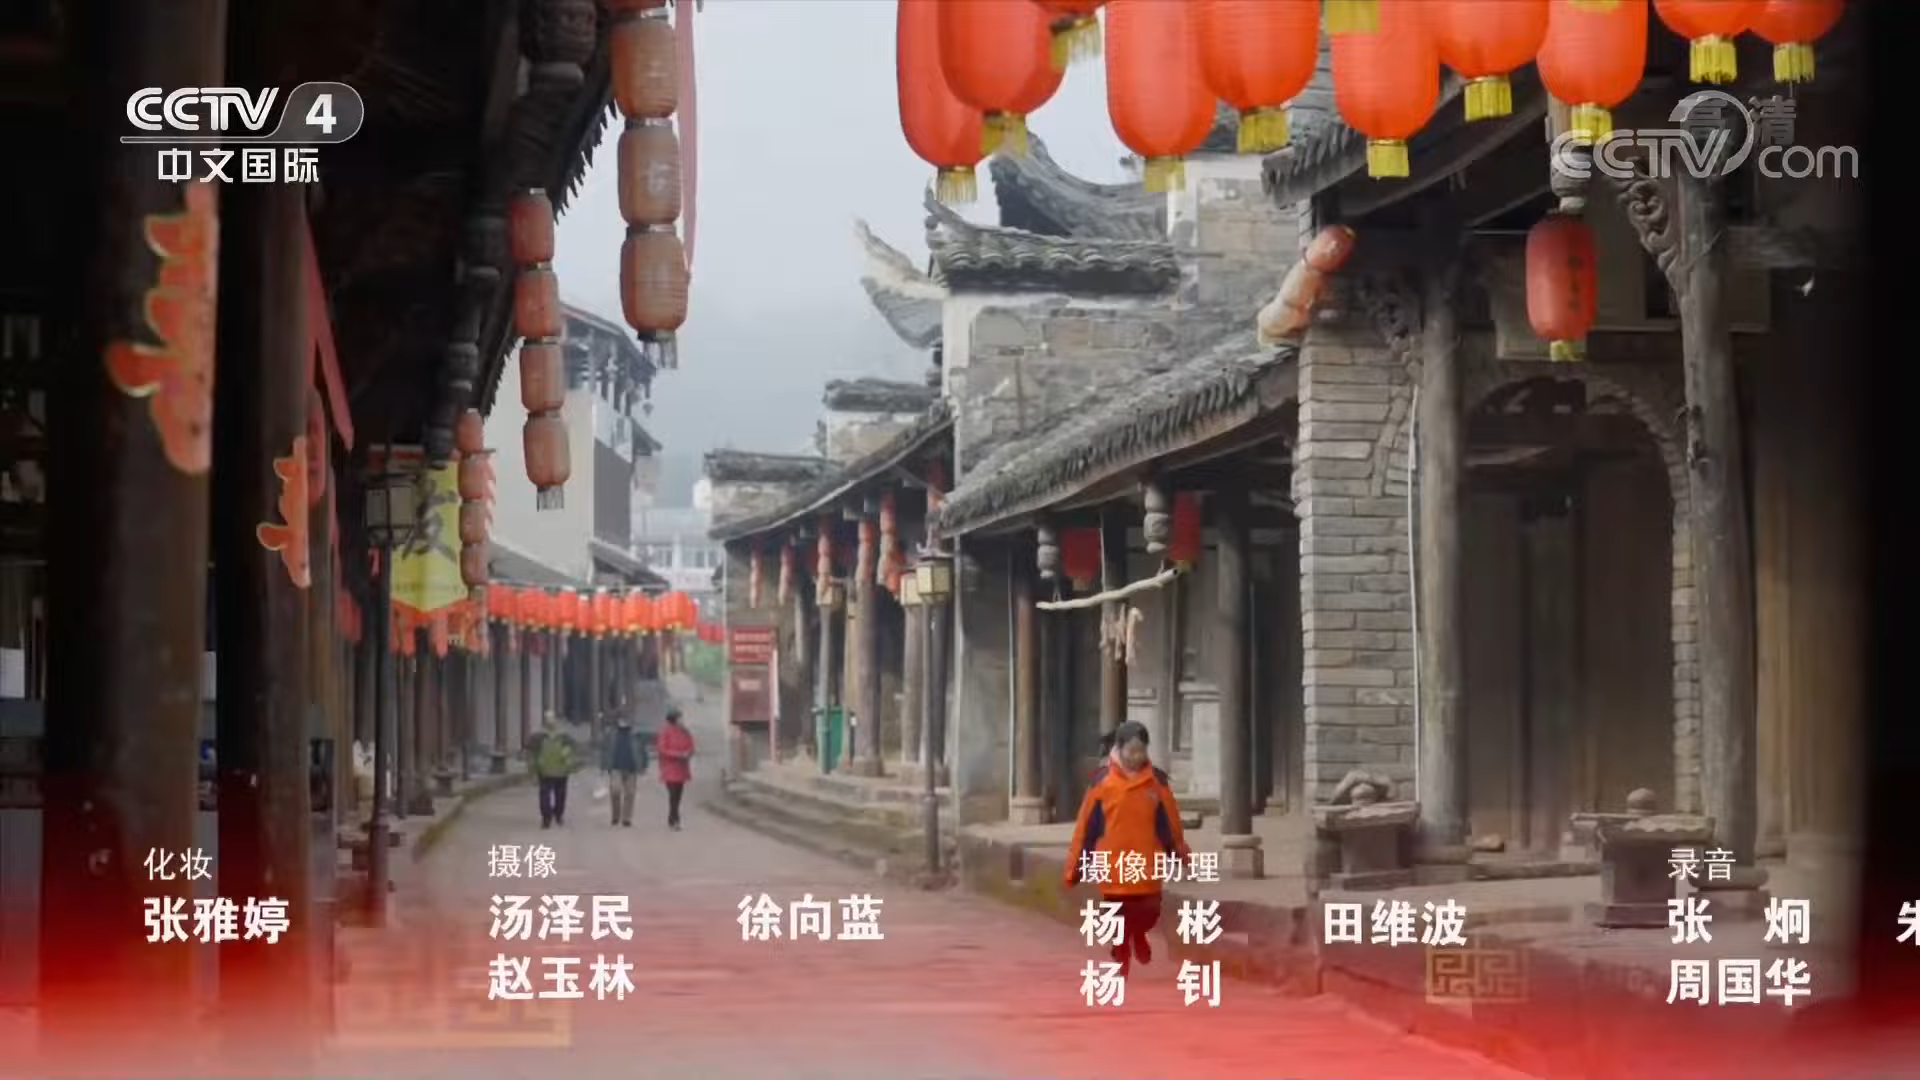 CCTV 4
中文国际
高清
CCTV com
化妆
张雅婷
摄像
汤泽民 徐向蓝
赵玉林
摄像助理
杨 彬 田维波
杨 钊
录音
张 炯
周国华